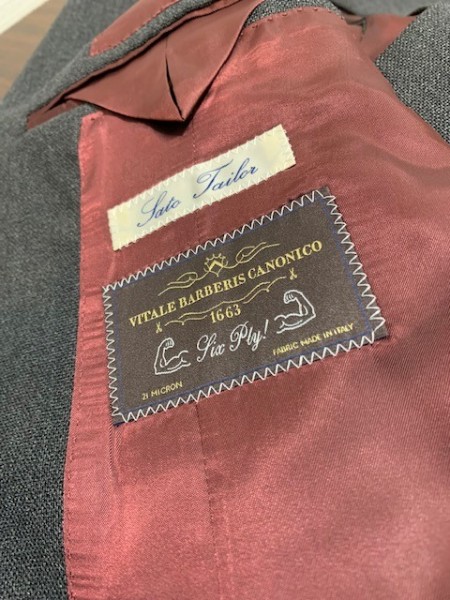 Sato Tailor
VITALE BARBERIS CANONICO
1663
Six Ply!
21 MICRON
FABRIC MADE IN ITALY